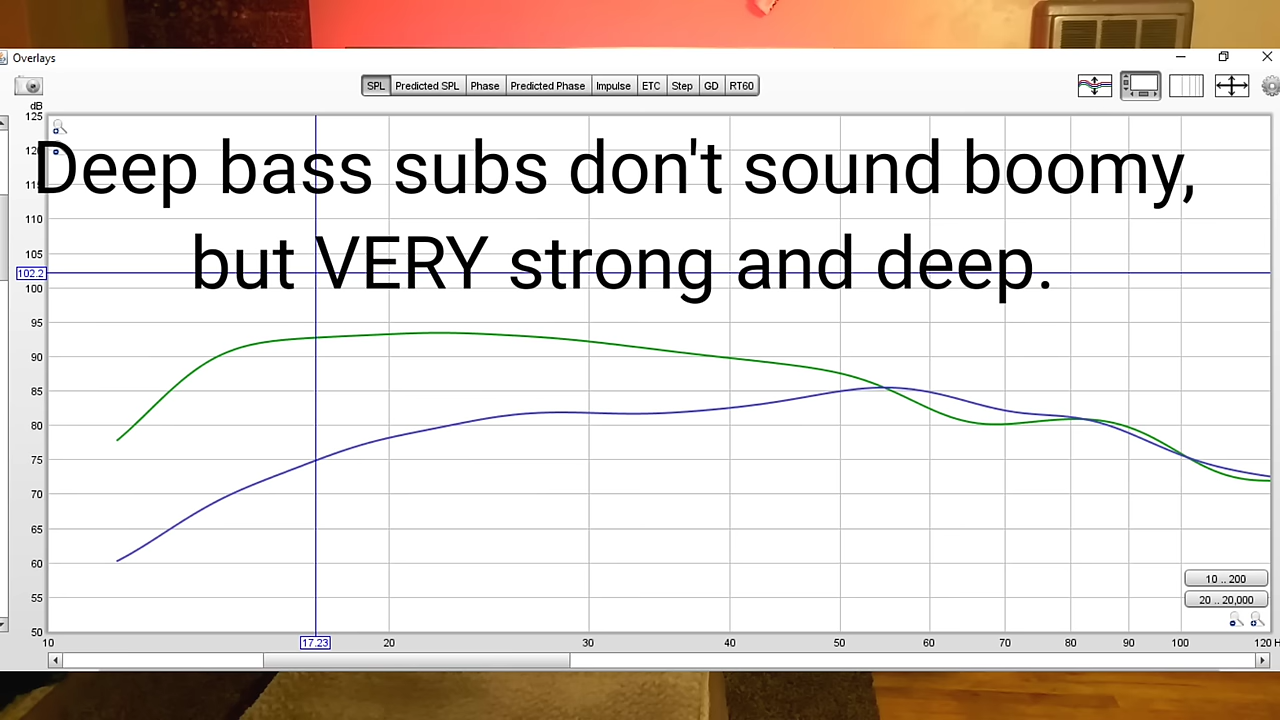 Overlays
SPL Predicted SPL Phase Predicted Phase Impulse ETC Step GD RT60
dB
125
120
115
110
105
102.2
100
95
90
85
80
75
70
65
60
55
50
Deep bass subs don't sound boomy,
but VERY strong and deep.
10 .. 200
20 .. 20,000
10 17.23 20 30 40 50 60 70 80 90 100 120 H